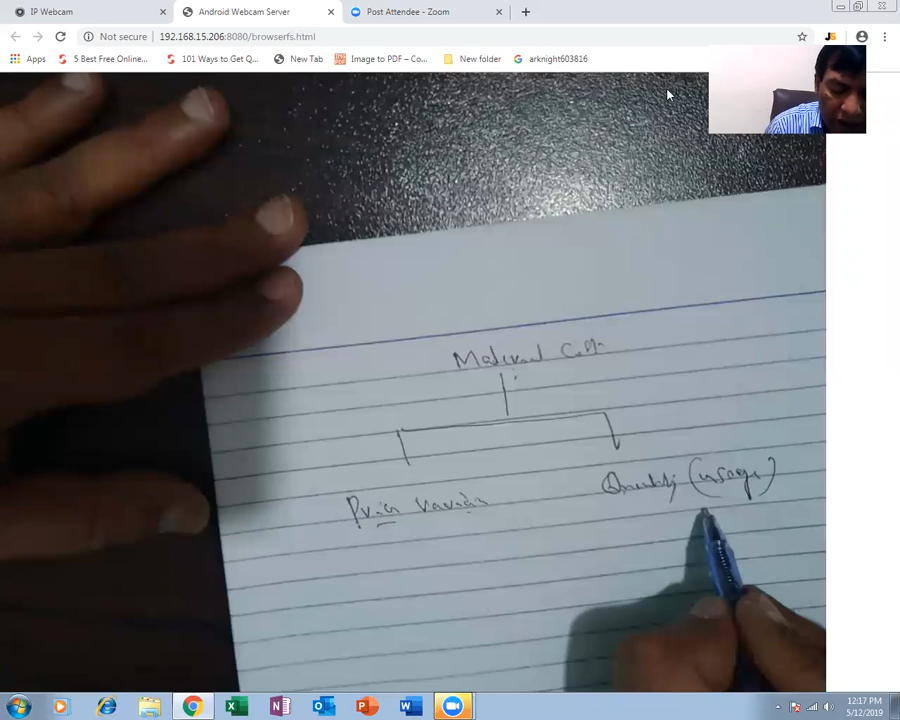 IP Webcam
Android Webcam Server
Post Attendee - Zoom
Not secure 192.168.15.206:8080/browserfs.html
JS
Apps
5 Best Free Onlin...
101 Ways to Get Q...
New Tab
Image to PDF – Co...
New folder
arknight603816
Material Cost
Price Variance
Quantity (usage)
12:17 PM
5/12/2019